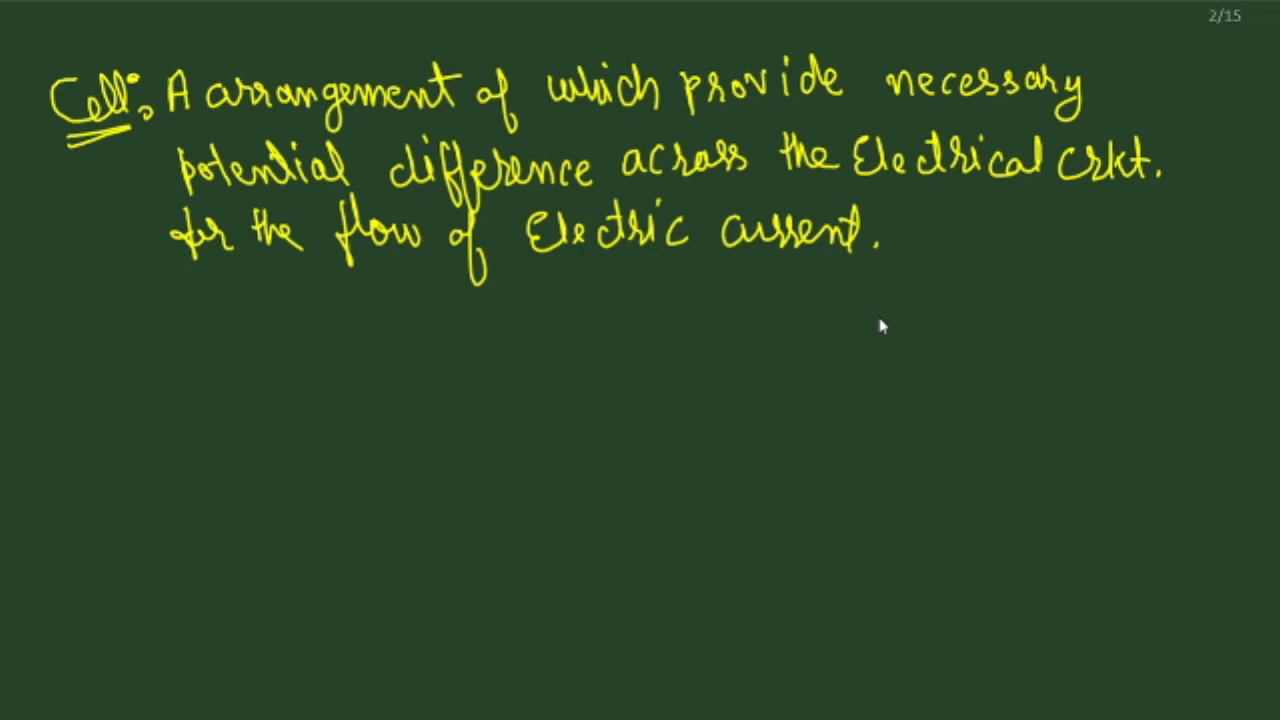 2/15
Cell:, A arrangement of which provide necessary
potential difference across the Electrical crkt.
for the flow of Electric current.